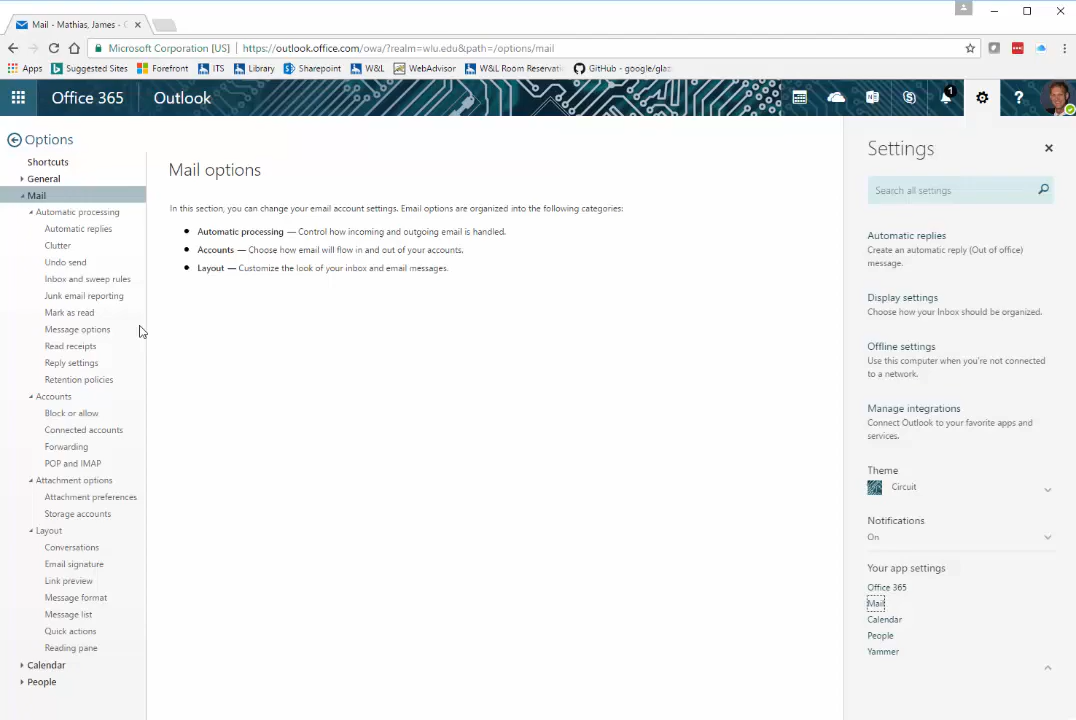 Mail - Mathias, James -
Microsoft Corporation [US]
https://outlook.office.com/owa/?realm=wlu.edu&path=/options/mail
Apps
Suggested Sites
Forefront
ITS
Library
Sharepoint
W&L
WebAdvisor
W&L Room Reservati
GitHub - google/glaz
Office 365
Outlook
1
?
Options
Shortcuts
General
Mail
Automatic processing
Automatic replies
Clutter
Undo send
Inbox and sweep rules
Junk email reporting
Mark as read
Message options
Read receipts
Reply settings
Retention policies
Accounts
Block or allow
Connected accounts
Forwarding
POP and IMAP
Attachment options
Attachment preferences
Storage accounts
Layout
Conversations
Email signature
Link preview
Message format
Message list
Quick actions
Reading pane
Calendar
People
Mail options
In this section, you can change your email account settings. Email options are organized into the following categories:
Automatic processing — Control how incoming and outgoing email is handled.
Accounts — Choose how email will flow in and out of your accounts.
Layout — Customize the look of your inbox and email messages.
Settings
Search all settings
Automatic replies
Create an automatic reply (Out of office)
message.
Display settings
Choose how your Inbox should be organized.
Offline settings
Use this computer when you're not connected
to a network.
Manage integrations
Connect Outlook to your favorite apps and
services.
Theme
Circuit
Notifications
On
Your app settings
Office 365
Mail
Calendar
People
Yammer